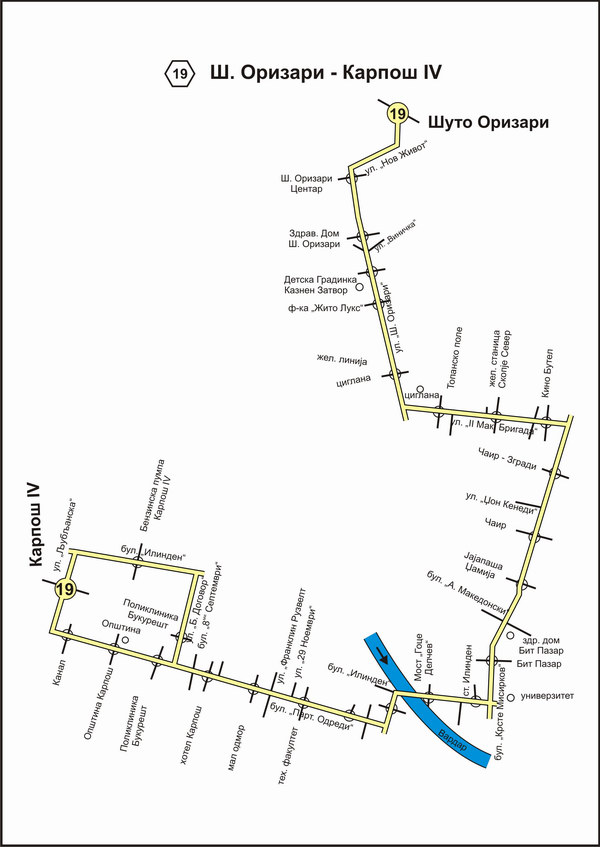 19 Ш. Оризари - Карпош IV
19
Шуто Оризари
ул. „Нов Живот"
Ш. Оризари
Центар
Здрав. Дом
Ш. Оризари
ул. „Виничка"
Детска Градинка
Казнен Затвор
ф-ка „Жито Лукс"
ул. „Ш. Оризари"
жел. линија
циглана
циглана
Топанско поле
жел. станица
Скопје Север
Кино Бутел
ул. „II Мак. Бригада"
Чаир - Згради
ул. „Џон Кенеди"
Чаир
Јајапаша
Џамија
бул. „А. Македонски"
здр. дом
Бит Пазар
Бит Пазар
универзитет
бул. „Крсте Мисирков"
ст. Илинден
Мост „Гоце
Делчев"
бул. „Илинден"
Вардар
бул. „Парт. Одреди"
ул. „Франклин Рузвелт"
ул. „29 Ноември"
тех. факултет
мал одмор
хотел Карпош
Поликлиника
Букурешт
Општина Карпош
Канал
Општина
Поликлиника
Букурешт
ул. „Б. Договор"
бул. „8ми Септември"
бул. „Илинден"
Бензинска пумпа
Карпош IV
ул. „Љубљанска"
Карпош IV
19